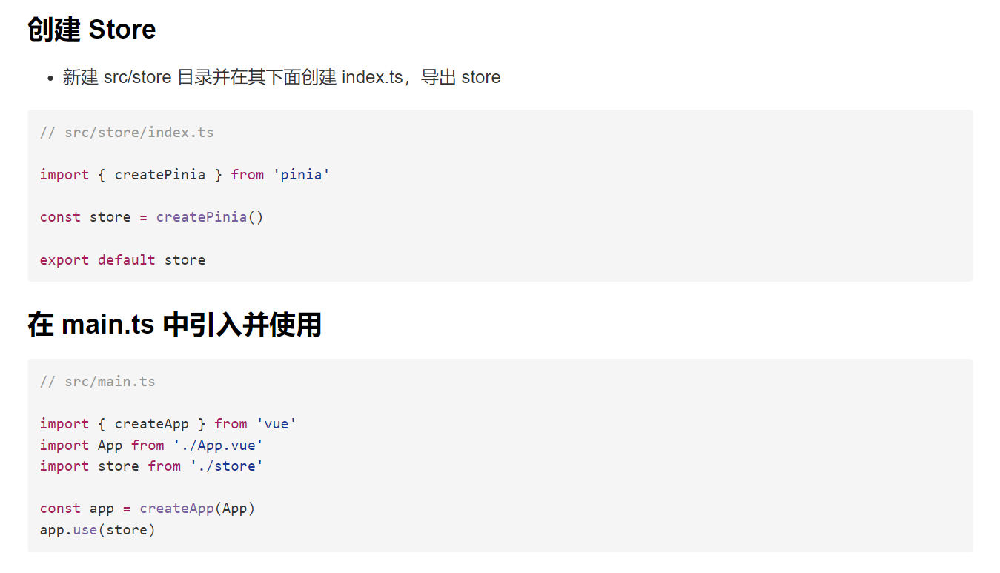 创建 Store
• 新建 src/store 目录并在其下面创建 index.ts，导出 store
// src/store/index.ts
import { createPinia } from 'pinia'
const store = createPinia()
export default store
在 main.ts 中引入并使用
// src/main.ts
import { createApp } from 'vue'
import App from './App.vue'
import store from './store'
const app = createApp(App)
app.use(store)